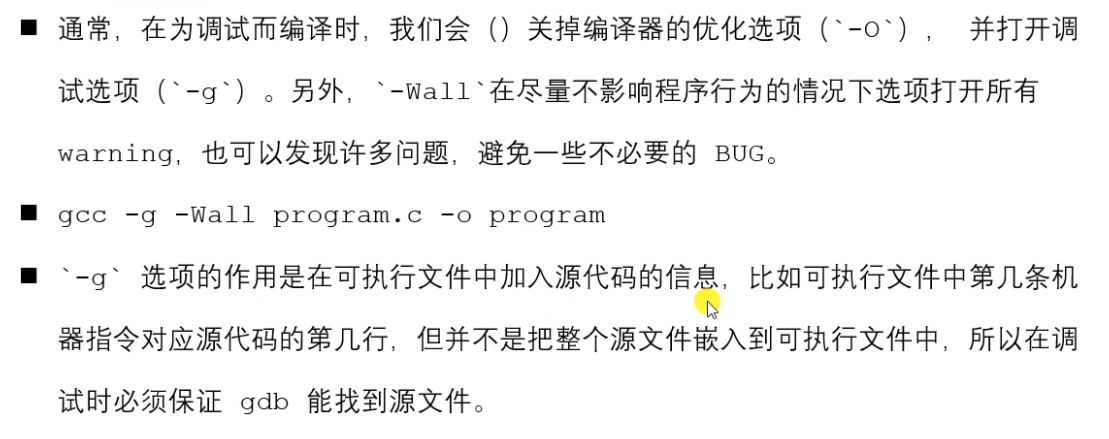 ■ 通常，在为调试而编译时，我们会（）关掉编译器的优化选项（`-O`）， 并打开调
试选项（`-g`）。另外，`-Wall`在尽量不影响程序行为的情况下选项打开所有
warning，也可以发现许多问题，避免一些不必要的 BUG。
■ gcc -g -Wall program.c -o program
■ `-g` 选项的作用是在可执行文件中加入源代码的信息，比如可执行文件中第几条机
器指令对应源代码的第几行，但并不是把整个源文件嵌入到可执行文件中，所以在调
试时必须保证 gdb 能找到源文件。